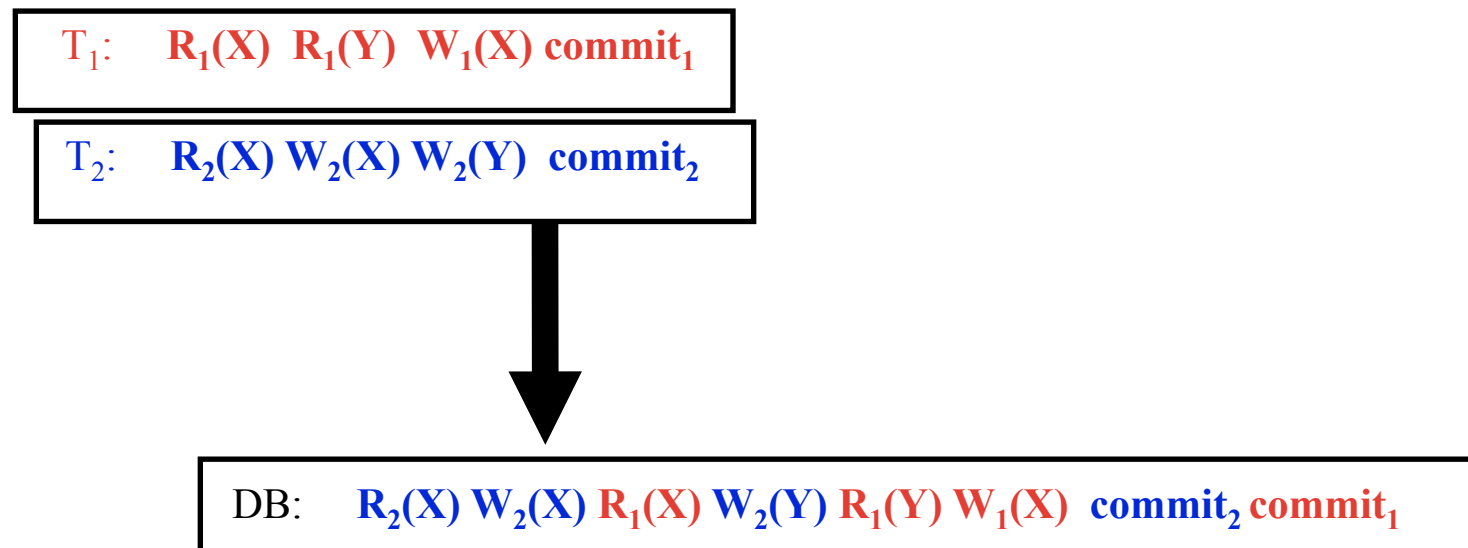 T₁: R₁(X) R₁(Y) W₁(X) commit₁
T₂: R₂(X) W₂(X) W₂(Y) commit₂
DB: R₂(X) W₂(X) R₁(X) W₂(Y) R₁(Y) W₁(X) commit₂ commit₁